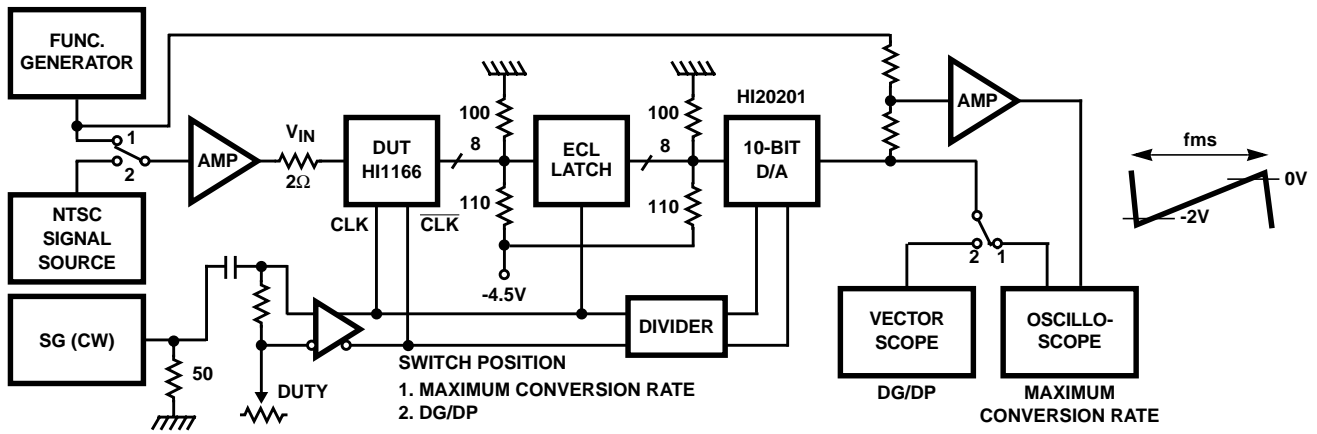 FUNC.
GENERATOR
1
2
NTSC
SIGNAL
SOURCE
SG (CW)
50
AMP
V_IN
2Ω
DUT
HI1166
CLK
C̅L̅K̅
8
100
110
-4.5V
ECL
LATCH
8
100
110
HI20201
10-BIT
D/A
DIVIDER
DUTY
SWITCH POSITION
1. MAXIMUM CONVERSION RATE
2. DG/DP
AMP
2
1
VECTOR
SCOPE
DG/DP
OSCILLO-
SCOPE
MAXIMUM
CONVERSION RATE
fms
0V
-2V